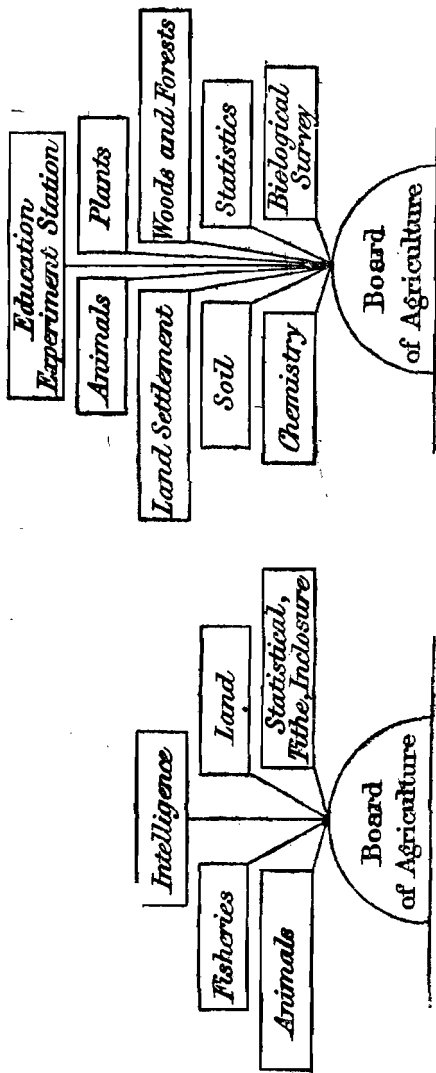 Intelligence
Fisheries
Land
Animals
Statistical,
Tithe, Inclosure
Board
of Agriculture
Education
Experiment Station
Animals
Plants
Land Settlement
Woods and Forests
Soil
Statistics
Chemistry
Biological
Survey
Board
of Agriculture